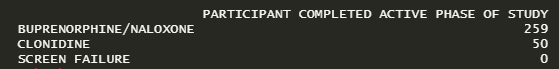 PARTICIPANT COMPLETED ACTIVE PHASE OF STUDY
BUPRENORPHINE/NALOXONE 259
CLONIDINE 50
SCREEN FAILURE 0